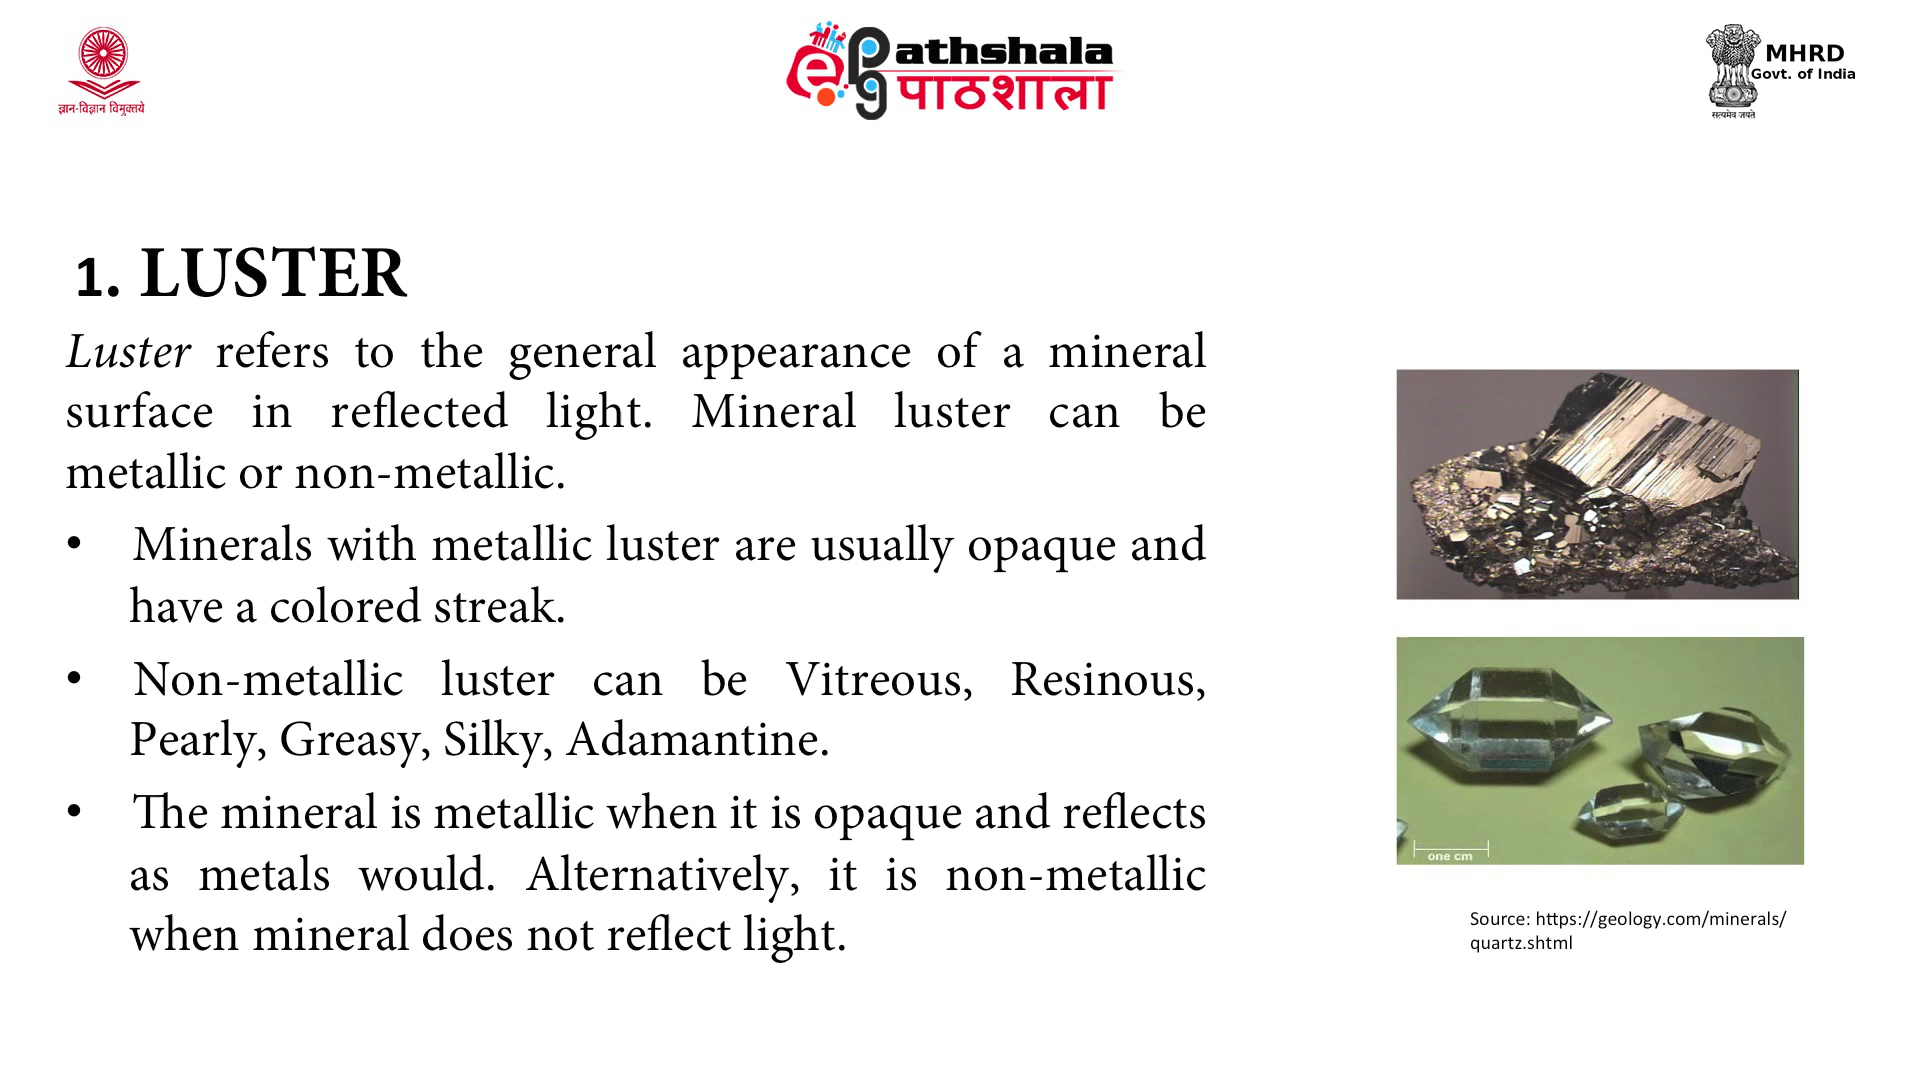 ज्ञान-विज्ञान विमुक्तये
e
pg
athshala
पाठशाला
MHRD
Govt. of India
सत्यमेव जयते
1. LUSTER
Luster refers to the general appearance of a mineral
surface in reflected light. Mineral luster can be
metallic or non-metallic.
• Minerals with metallic luster are usually opaque and
have a colored streak.
• Non-metallic luster can be Vitreous, Resinous,
Pearly, Greasy, Silky, Adamantine.
• The mineral is metallic when it is opaque and reflects
as metals would. Alternatively, it is non-metallic
when mineral does not reflect light.
one cm
Source: https://geology.com/minerals/
quartz.shtml